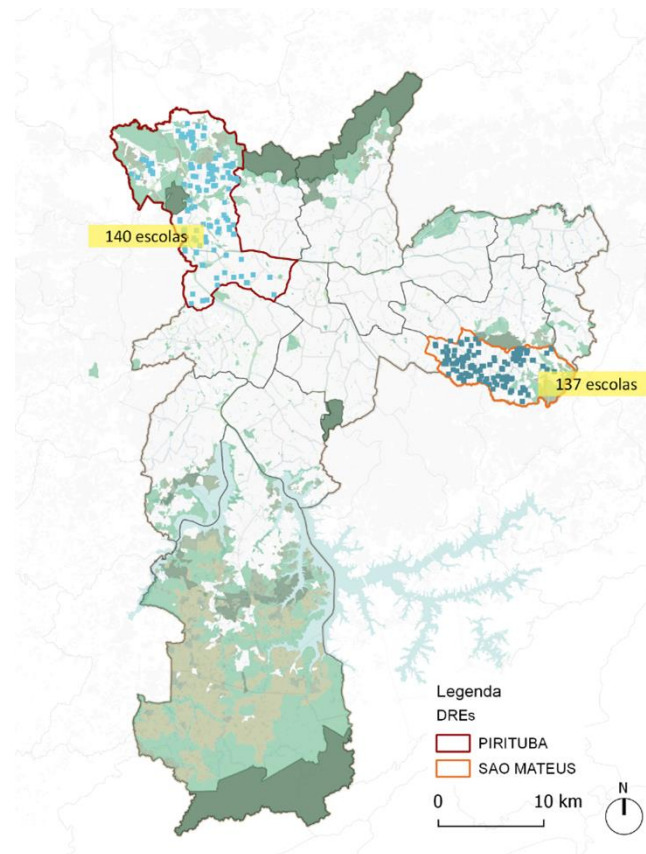 140 escolas
137 escolas
Legenda
DREs
PIRITUBA
SAO MATEUS
0 10 km
N